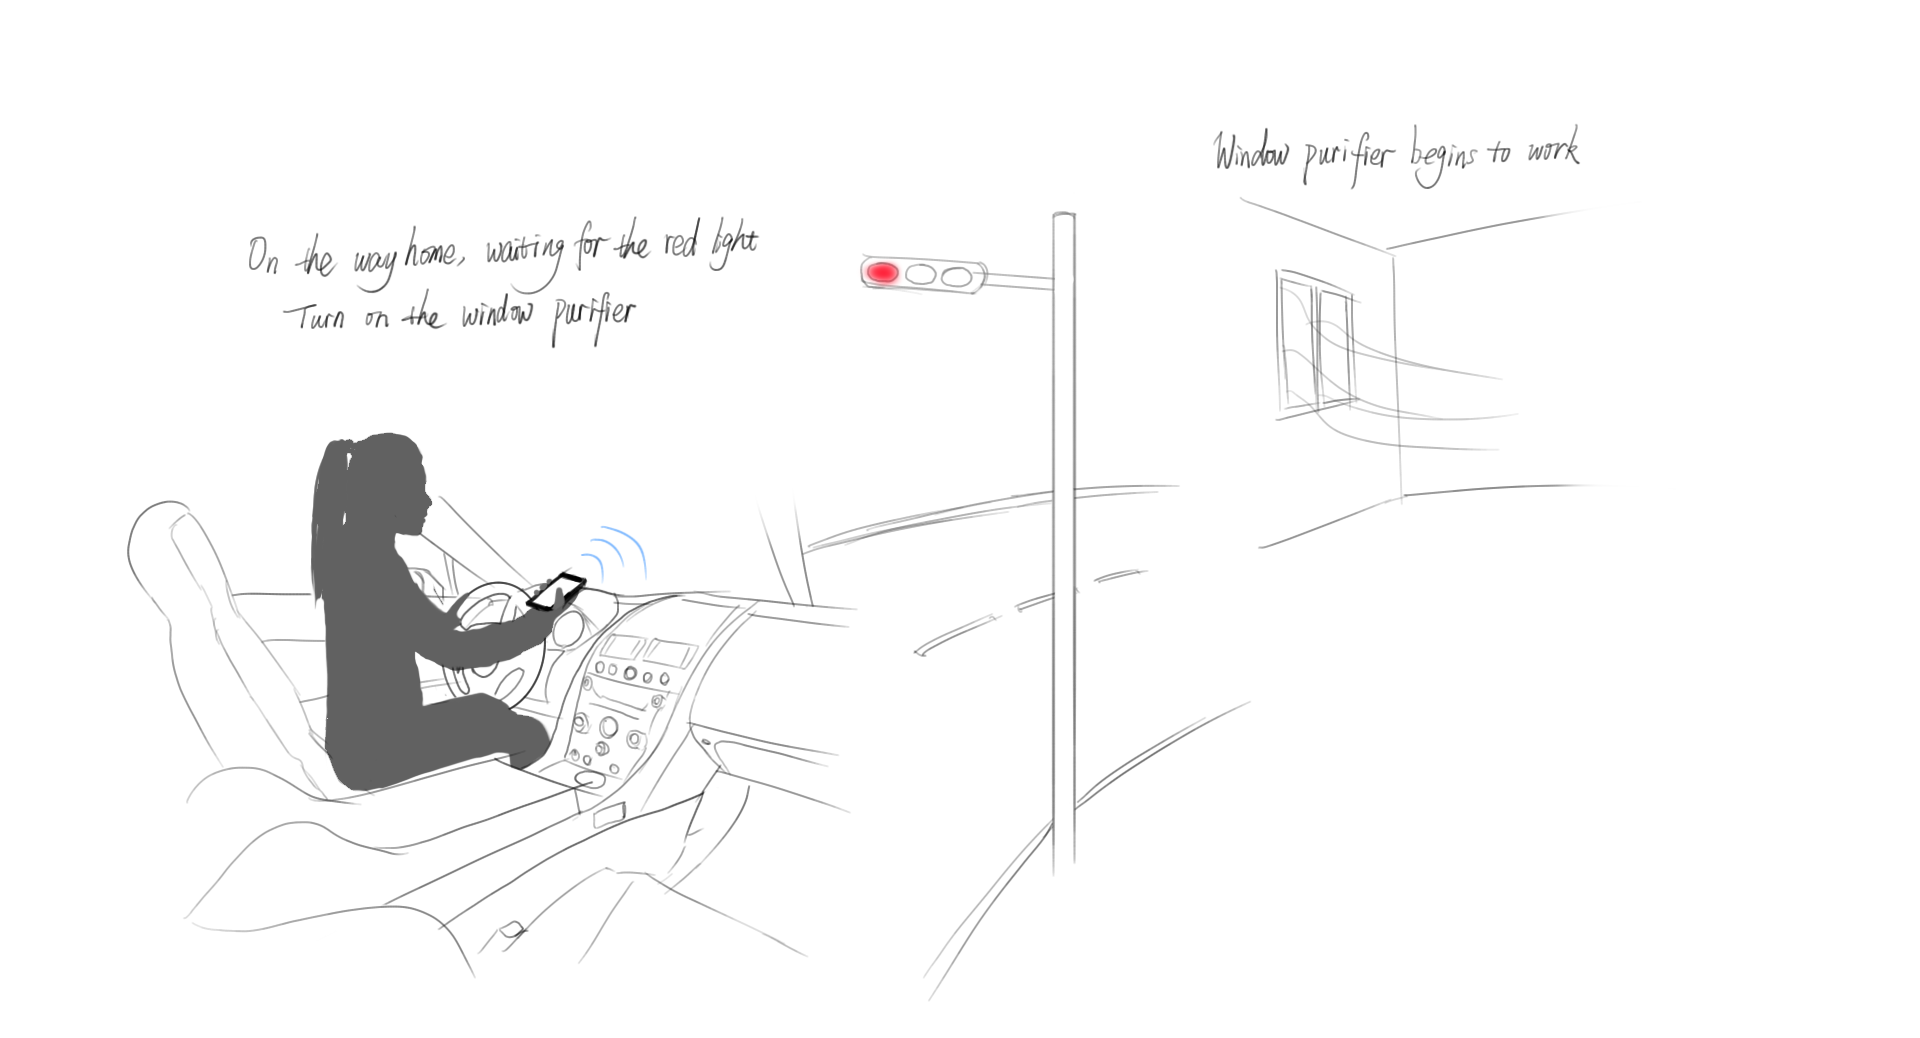 On the way home, waiting for the red light
Turn on the window purifier
Window purifier begins to work